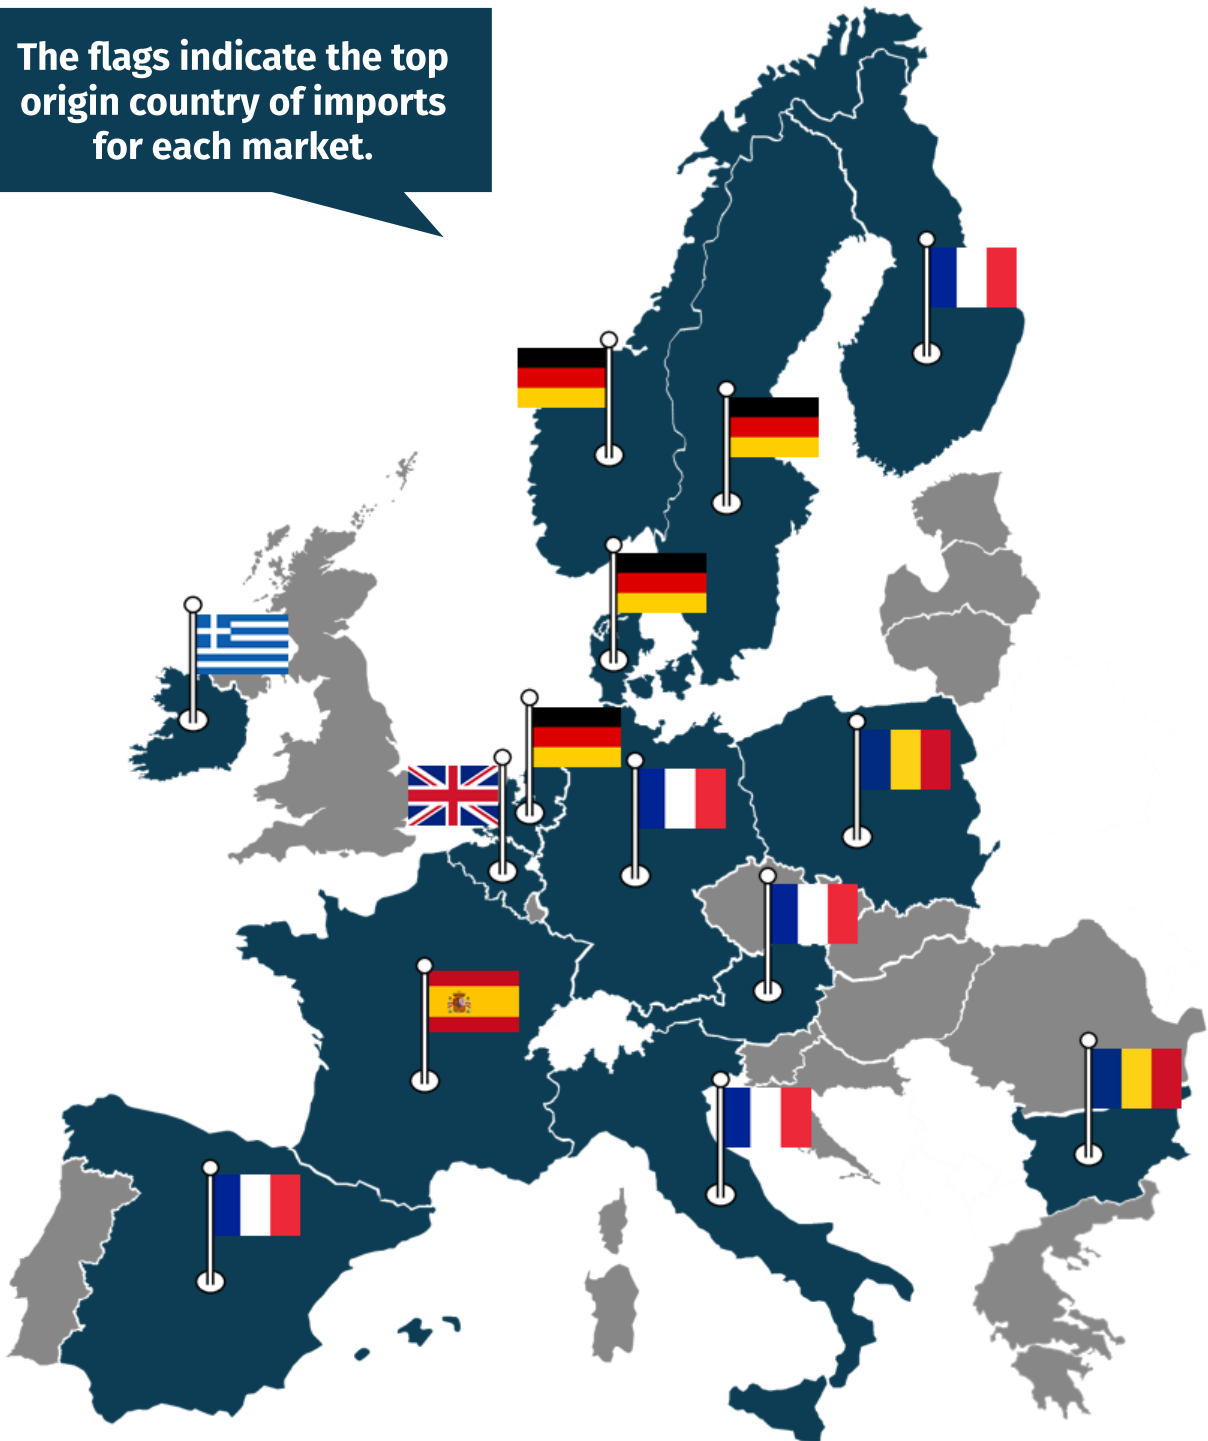 The flags indicate the top
origin country of imports
for each market.